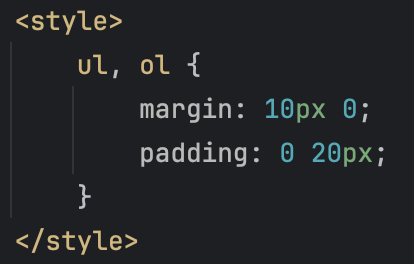 <style>
    ul, ol {
        margin: 10px 0;
        padding: 0 20px;
    }
</style>